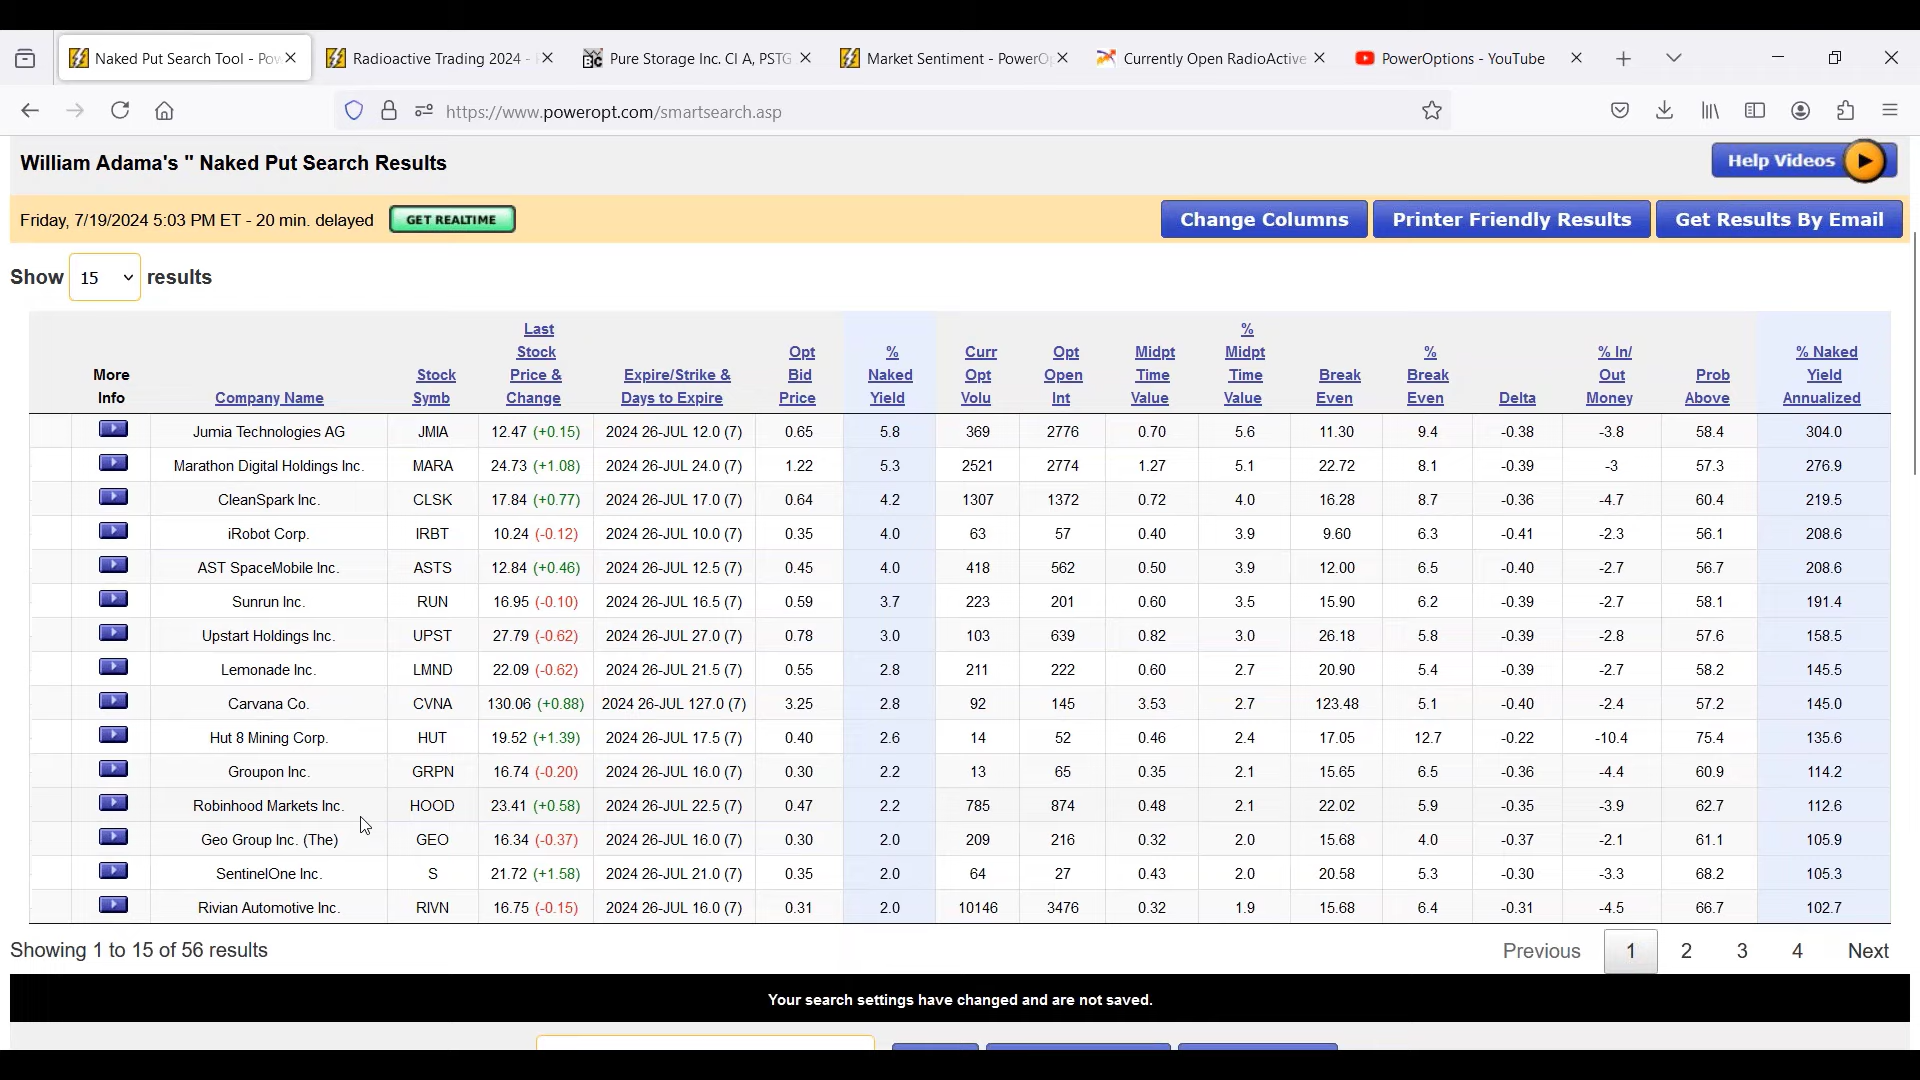 Naked Put Search Tool - Pow
Radioactive Trading 2024 -
Pure Storage Inc. Cl A, PSTG
Market Sentiment - PowerO
Currently Open RadioActive
PowerOptions - YouTube
https://www.poweropt.com/smartsearch.asp
William Adama's " Naked Put Search Results
Help Videos
Friday, 7/19/2024 5:03 PM ET - 20 min. delayed GET REALTIME
Change Columns Printer Friendly Results Get Results By Email
Show 15 results
More Info Company Name Stock Symb Last Stock Price & Change Expire/Strike & Days to Expire Opt Bid Price % Naked Yield Curr Opt Volu Opt Open Int Midpt Time Value % Midpt Time Value Break Even % Break Even Delta % In/ Out Money Prob Above % Naked Yield Annualized
Jumia Technologies AG JMIA 12.47 (+0.15) 2024 26-JUL 12.0 (7) 0.65 5.8 369 2776 0.70 5.6 11.30 9.4 -0.38 -3.8 58.4 304.0
Marathon Digital Holdings Inc. MARA 24.73 (+1.08) 2024 26-JUL 24.0 (7) 1.22 5.3 2521 2774 1.27 5.1 22.72 8.1 -0.39 -3 57.3 276.9
CleanSpark Inc. CLSK 17.84 (+0.77) 2024 26-JUL 17.0 (7) 0.64 4.2 1307 1372 0.72 4.0 16.28 8.7 -0.36 -4.7 60.4 219.5
iRobot Corp. IRBT 10.24 (-0.12) 2024 26-JUL 10.0 (7) 0.35 4.0 63 57 0.40 3.9 9.60 6.3 -0.41 -2.3 56.1 208.6
AST SpaceMobile Inc. ASTS 12.84 (+0.46) 2024 26-JUL 12.5 (7) 0.45 4.0 418 562 0.50 3.9 12.00 6.5 -0.40 -2.7 56.7 208.6
Sunrun Inc. RUN 16.95 (-0.10) 2024 26-JUL 16.5 (7) 0.59 3.7 223 201 0.60 3.5 15.90 6.2 -0.39 -2.7 58.1 191.4
Upstart Holdings Inc. UPST 27.79 (-0.62) 2024 26-JUL 27.0 (7) 0.78 3.0 103 639 0.82 3.0 26.18 5.8 -0.39 -2.8 57.6 158.5
Lemonade Inc. LMND 22.09 (-0.62) 2024 26-JUL 21.5 (7) 0.55 2.8 211 222 0.60 2.7 20.90 5.4 -0.39 -2.7 58.2 145.5
Carvana Co. CVNA 130.06 (+0.88) 2024 26-JUL 127.0 (7) 3.25 2.8 92 145 3.53 2.7 123.48 5.1 -0.40 -2.4 57.2 145.0
Hut 8 Mining Corp. HUT 19.52 (+1.39) 2024 26-JUL 17.5 (7) 0.40 2.6 14 52 0.46 2.4 17.05 12.7 -0.22 -10.4 75.4 135.6
Groupon Inc. GRPN 16.74 (-0.20) 2024 26-JUL 16.0 (7) 0.30 2.2 13 65 0.35 2.1 15.65 6.5 -0.36 -4.4 60.9 114.2
Robinhood Markets Inc. HOOD 23.41 (+0.58) 2024 26-JUL 22.5 (7) 0.47 2.2 785 874 0.48 2.1 22.02 5.9 -0.35 -3.9 62.7 112.6
Geo Group Inc. (The) GEO 16.34 (-0.37) 2024 26-JUL 16.0 (7) 0.30 2.0 209 216 0.32 2.0 15.68 4.0 -0.37 -2.1 61.1 105.9
SentinelOne Inc. S 21.72 (+1.58) 2024 26-JUL 21.0 (7) 0.35 2.0 64 27 0.43 2.0 20.58 5.3 -0.30 -3.3 68.2 105.3
Rivian Automotive Inc. RIVN 16.75 (-0.15) 2024 26-JUL 16.0 (7) 0.31 2.0 10146 3476 0.32 1.9 15.68 6.4 -0.31 -4.5 66.7 102.7
Showing 1 to 15 of 56 results
Previous 1 2 3 4 Next
Your search settings have changed and are not saved.